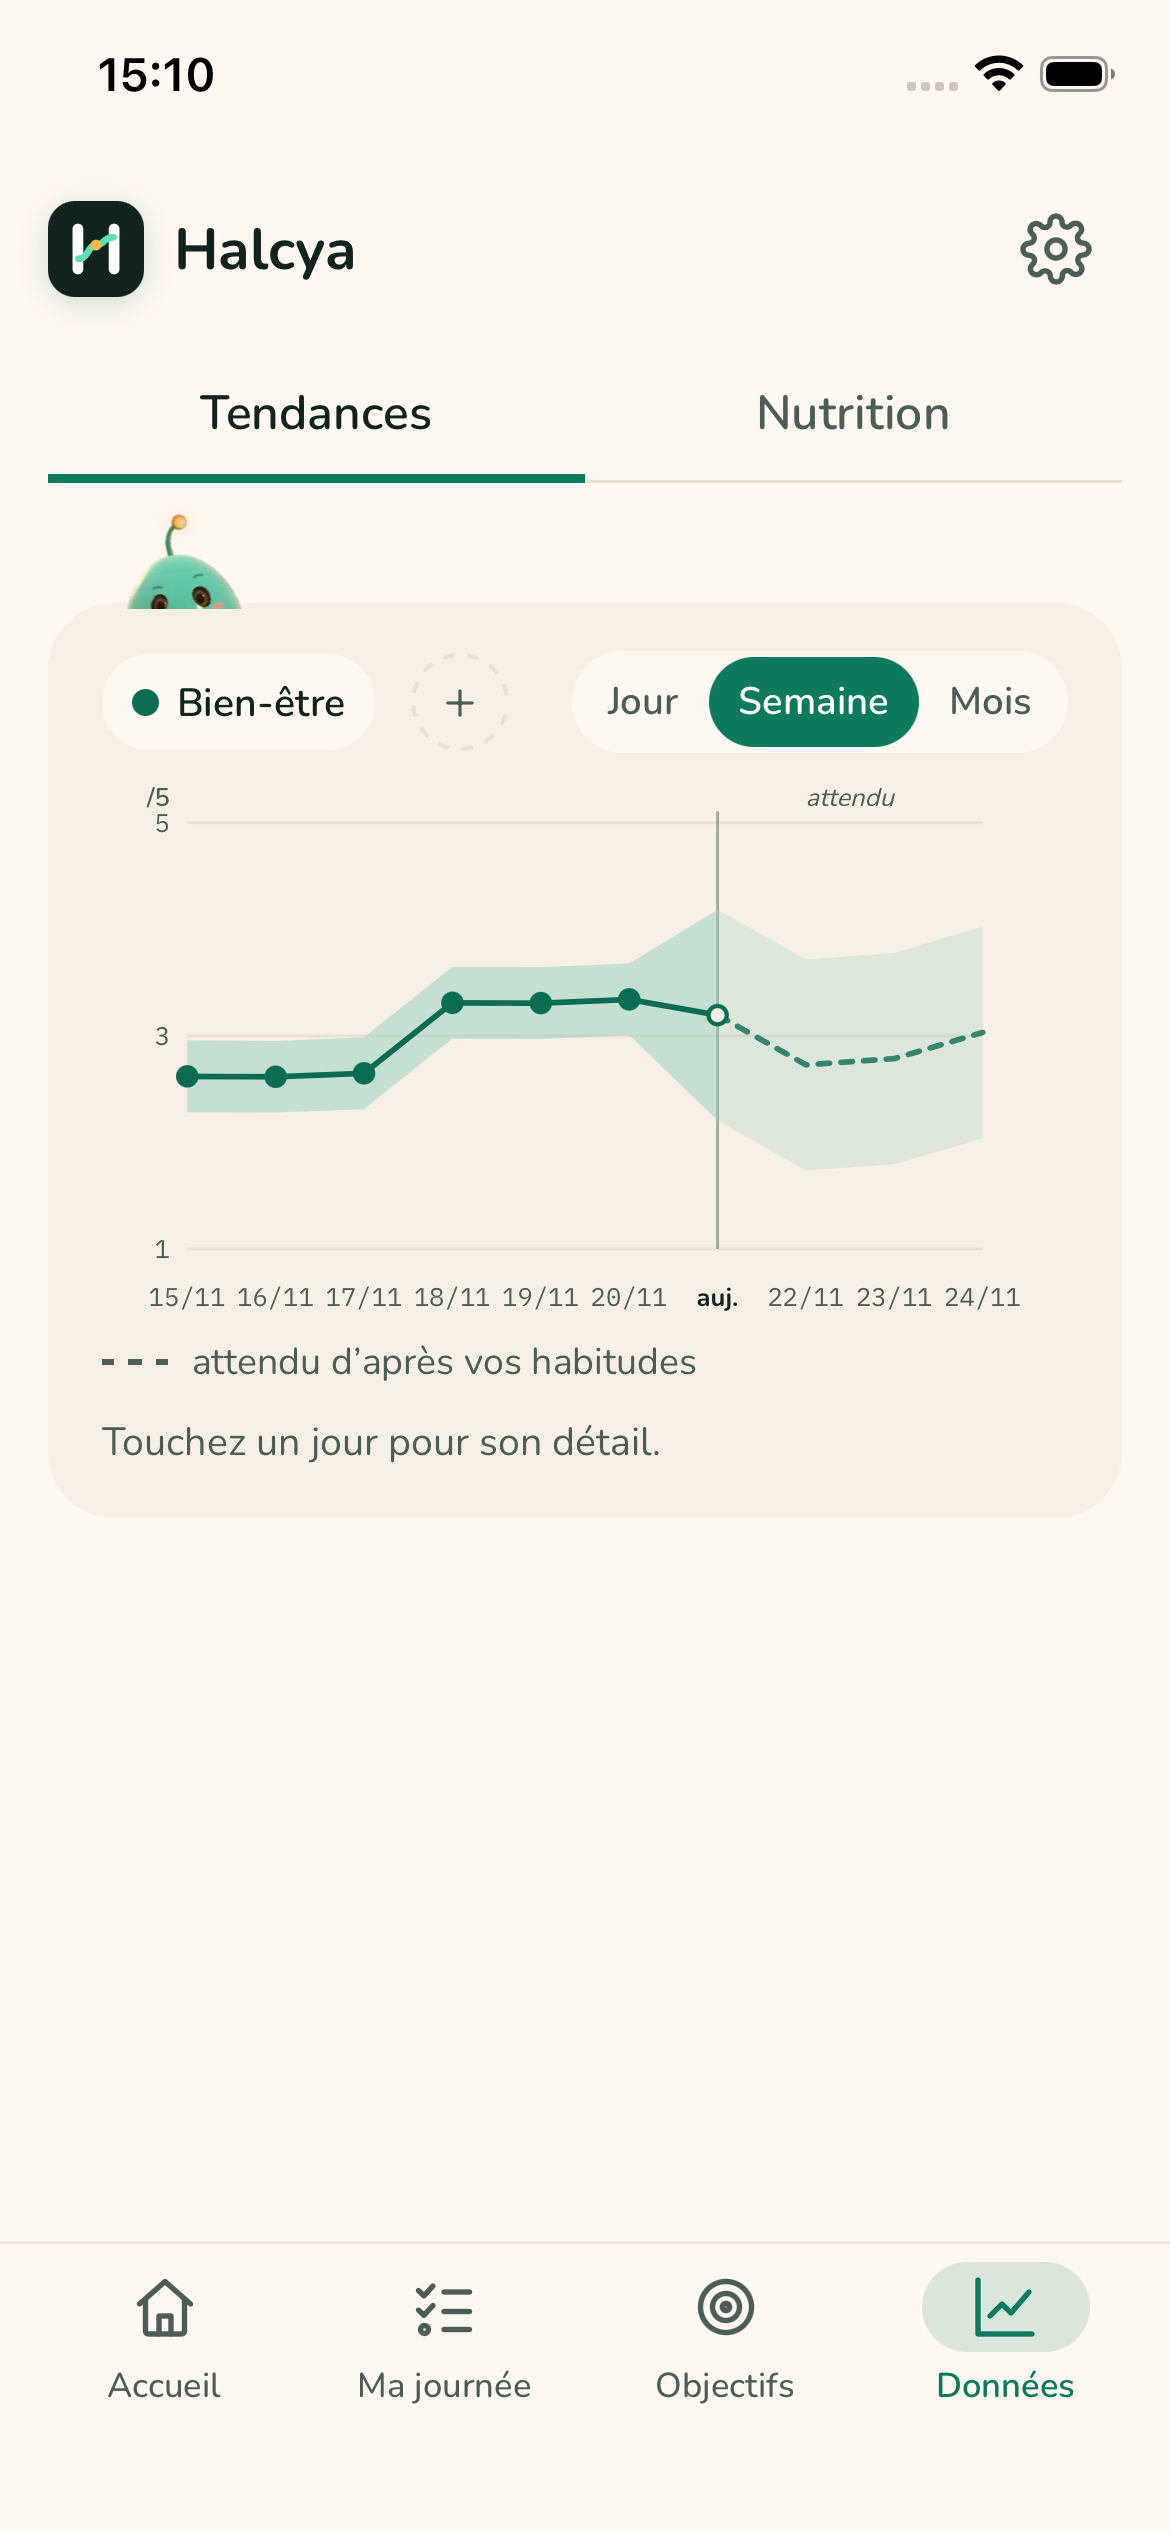 15:10
Halcya
Tendances Nutrition
Bien-être + Jour Semaine Mois
/5 attendu
5
3
1
15/11 16/11 17/11 18/11 19/11 20/11 auj. 22/11 23/11 24/11
attendu d’après vos habitudes
Touchez un jour pour son détail.
Accueil Ma journée Objectifs Données